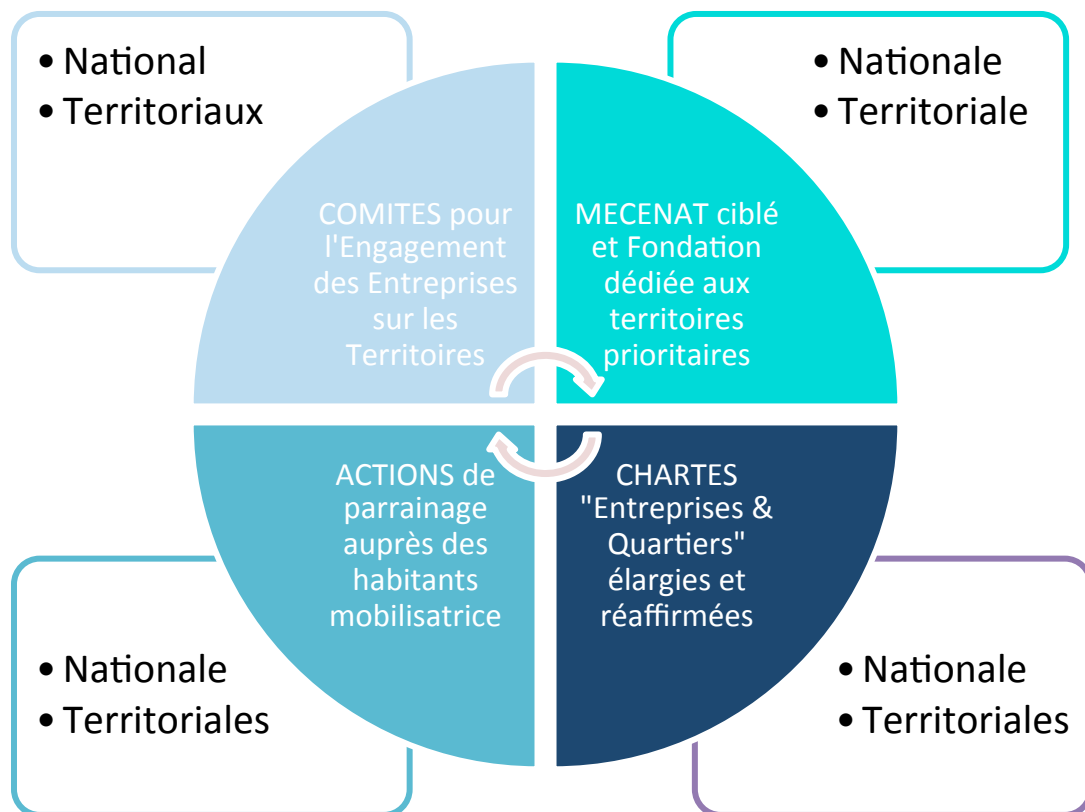 • National
• Territoriaux
• Nationale
• Territoriale
COMITES pour
l'Engagement
des Entreprises
sur les
Territoires
MECENAT ciblé
et Fondation
dédiée aux
territoires
prioritaires
ACTIONS de
parrainage
auprès des
habitants
mobilisatrice
CHARTES
"Entreprises &
Quartiers"
élargies et
réaffirmées
• Nationale
• Territoriales
• Nationale
• Territoriales